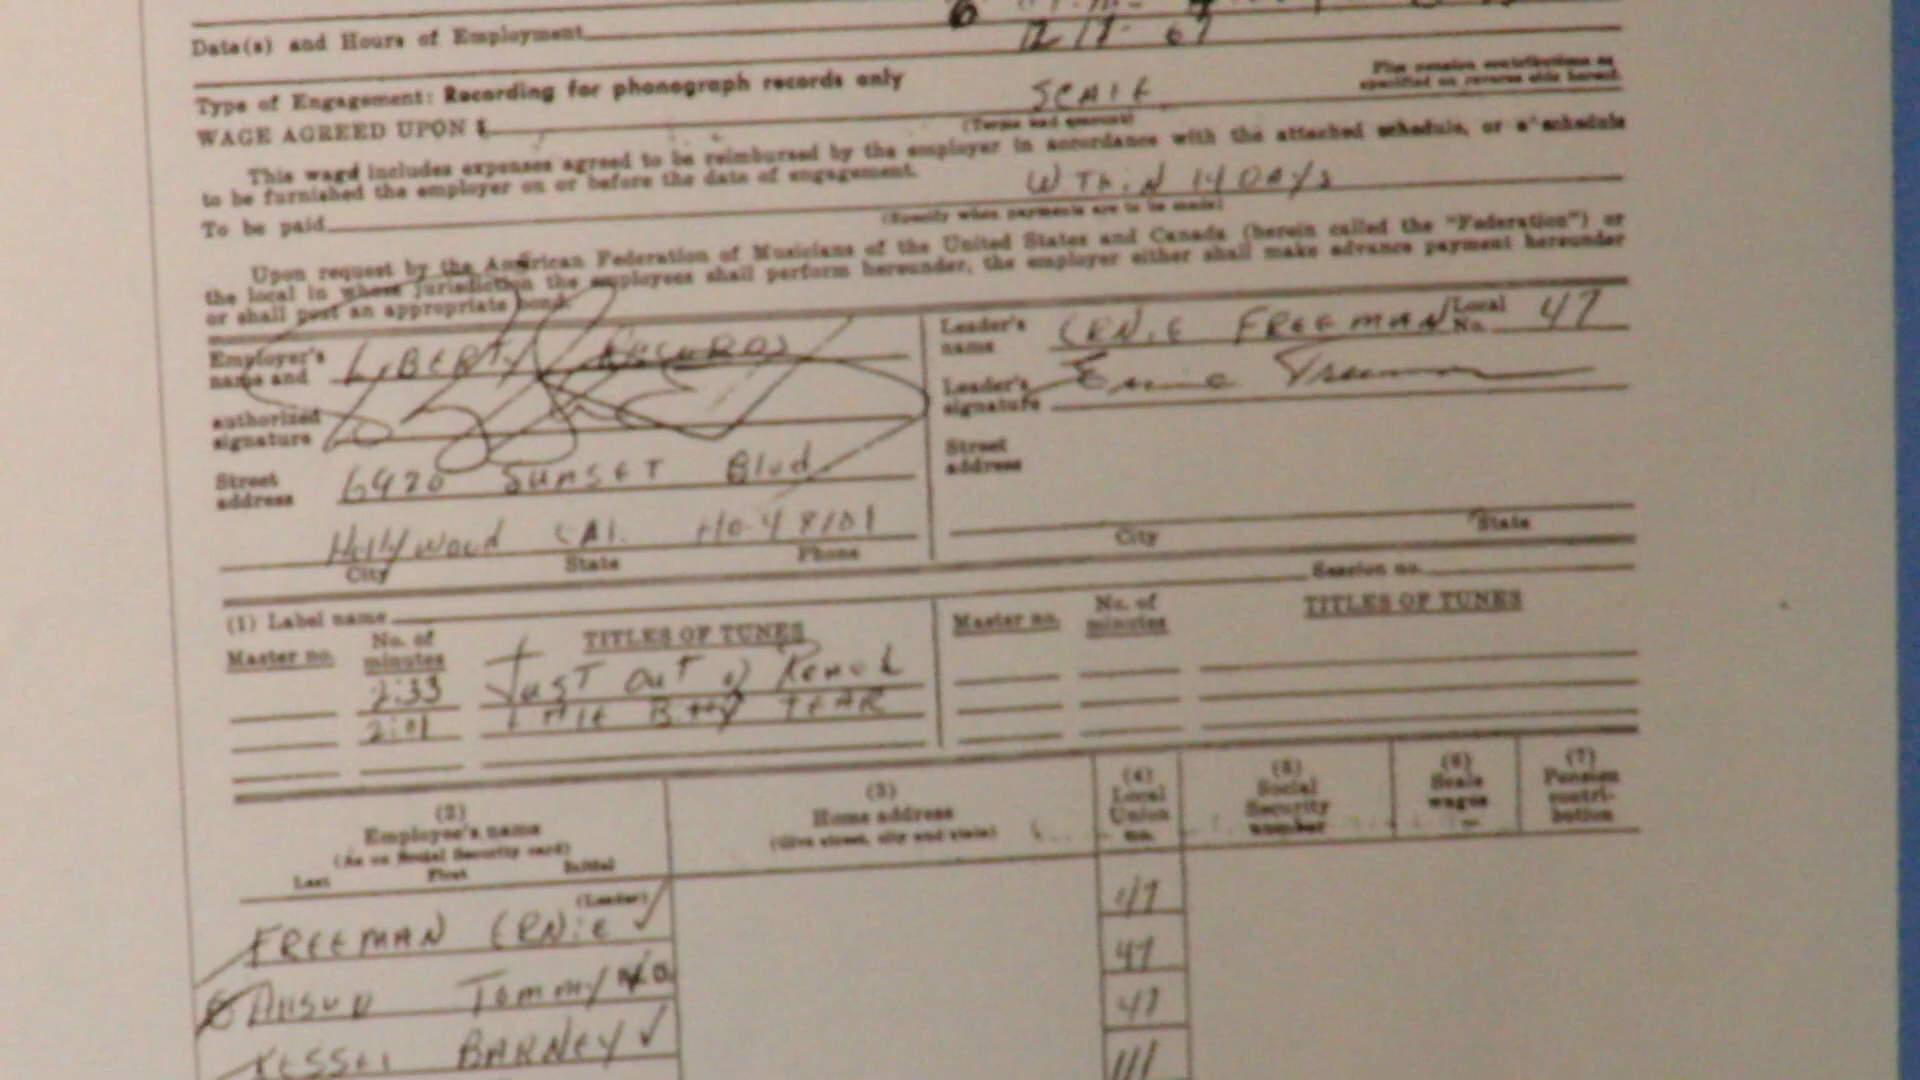 Date(s) and Hours of Employment
Type of Engagement: Recording for phonograph records only
Plus pension contributions as
specified on reverse side hereof.
WAGE AGREED UPON $ SCALE
(Terms and amount)
This wage includes expenses agreed to be reimbursed by the employer in accordance with the attached schedule, or a schedule
to be furnished the employer on or before the date of engagement.
To be paid WITHIN 14 DAYS
(Specify when payments are to be made)
Upon request by the American Federation of Musicians of the United States and Canada (herein called the "Federation") or
the local in whose jurisdiction the employees shall perform hereunder, the employer either shall make advance payment hereunder
or shall post an appropriate bond.
Employer's
name and LIBERTY RECORDS
authorized
signature
Street
address 6920 SUNSET Blvd
Hollywood CAL. HO 48101
City State Phone
Leader's
name ERNIE FREEMAN Local
No. 47
Leader's
signature Ernie Freeman
Street
address
City State
(1) Label name
Session no.
Master no. No. of
minutes TITLES OF TUNES
2:33 Just OUT of Reach
2:01 Little Bitty TEAR
Master no. No. of
minutes TITLES OF TUNES
(2)
Employee's name
(As on Social Security card)
Last First Initial
(3)
Home address
(Give street, city and state)
(4)
Local
Union
no.
(5)
Social
Security
number
(6)
Scale
wages
(7)
Pension
contri-
bution
(Leader)
FREEMAN ERNIE 47
Tommy 47
KESSEL BARNEY 47